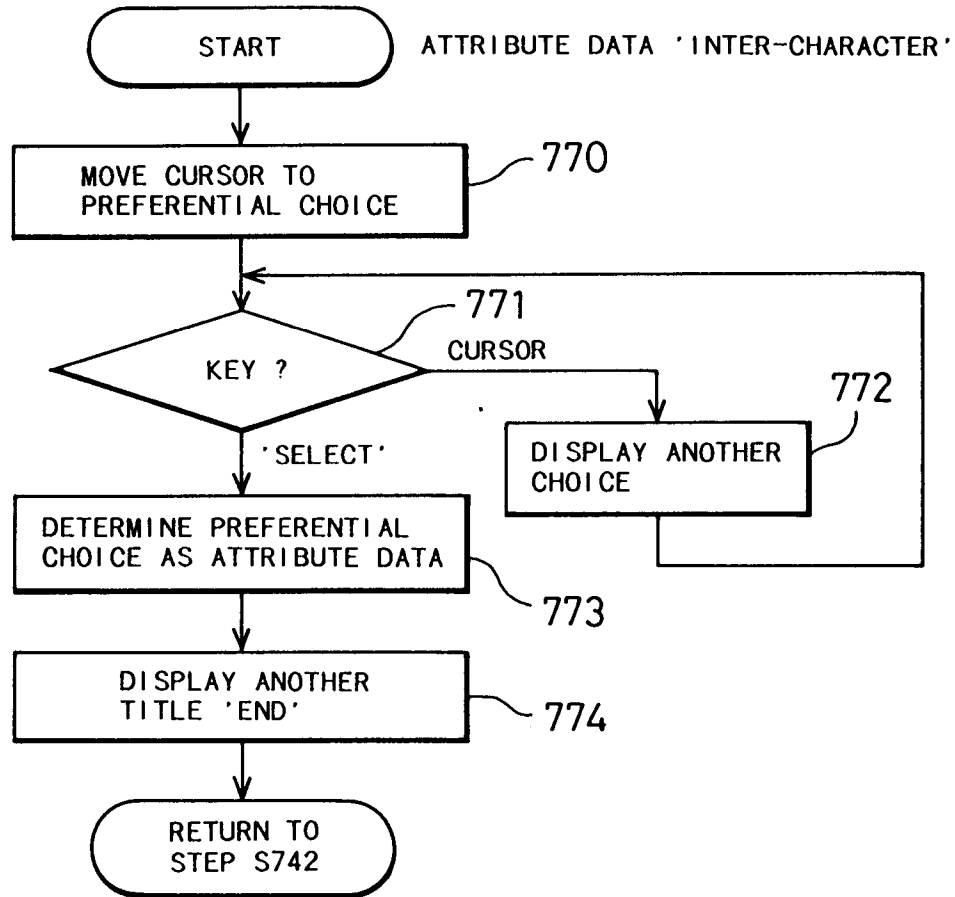 START
ATTRIBUTE DATA 'INTER-CHARACTER'
MOVE CURSOR TO
PREFERENTIAL CHOICE
770
771
KEY ?
CURSOR
772
DISPLAY ANOTHER
CHOICE
'SELECT'
DETERMINE PREFERENTIAL
CHOICE AS ATTRIBUTE DATA
773
DISPLAY ANOTHER
TITLE 'END'
774
RETURN TO
STEP S742